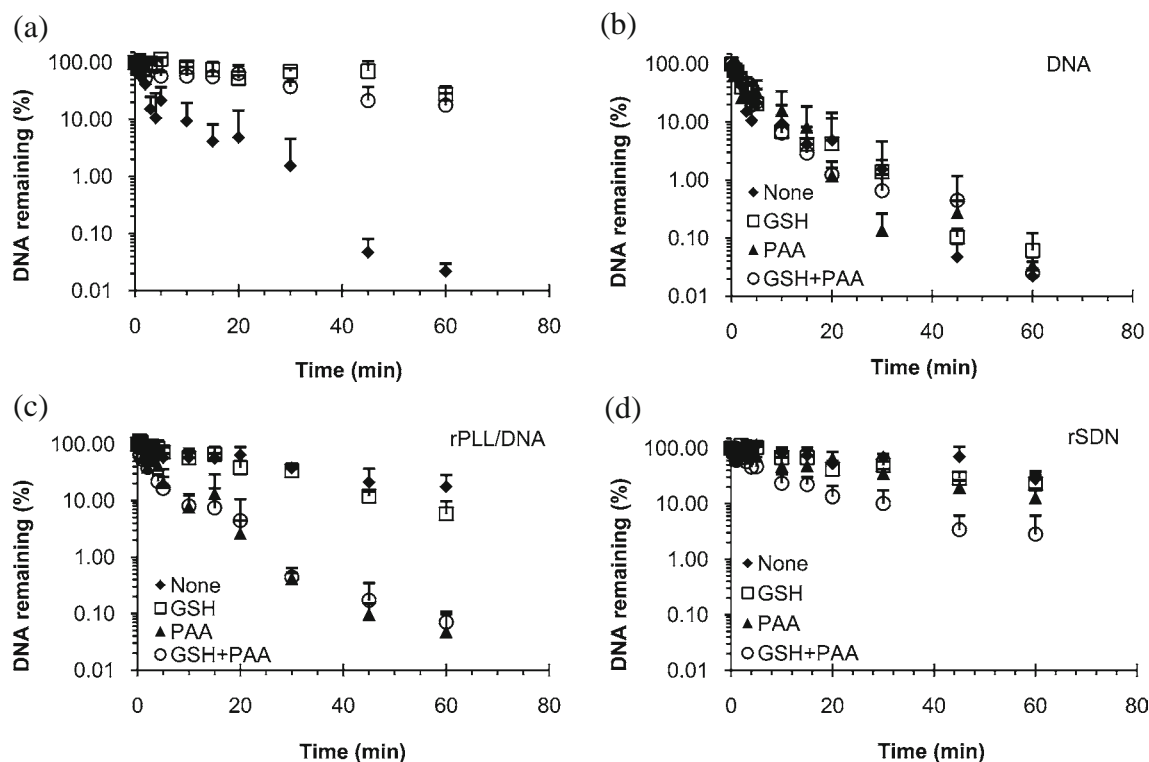 (a)
DNA remaining (%)
100.00
10.00
1.00
0.10
0.01
0 20 40 60 80
Time (min)
(b)
DNA
DNA remaining (%)
100.00
10.00
1.00
0.10
0.01
None
GSH
PAA
GSH+PAA
0 20 40 60 80
Time (min)
(c)
rPLL/DNA
DNA remaining (%)
100.00
10.00
1.00
0.10
0.01
None
GSH
PAA
GSH+PAA
0 20 40 60 80
Time (min)
(d)
rSDN
DNA remaining (%)
100.00
10.00
1.00
0.10
0.01
None
GSH
PAA
GSH+PAA
0 20 40 60 80
Time (min)